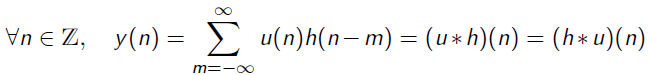 ∀n ∈ ℤ, y(n) = ∑_{m=−∞}^{∞} u(n)h(n−m) = (u∗h)(n) = (h∗u)(n)